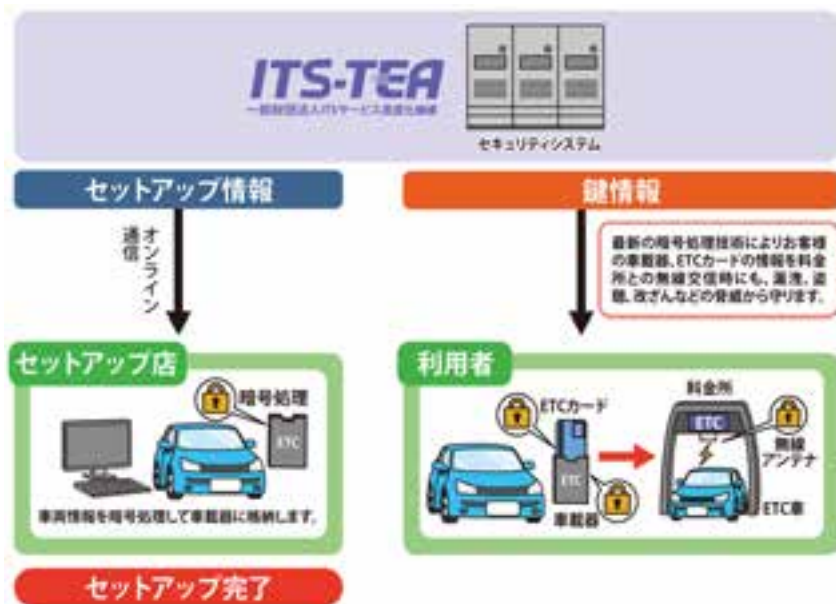 ITS-TEA
一般財団法人ITSサービス高度化機構
セキュリティシステム
セットアップ情報
オンライン
通信
セットアップ店
暗号処理
ETC
車両情報を暗号処理して車載器に格納します。
セットアップ完了
鍵情報
最新の暗号処理技術によりお客様
の車載器、ETCカードの情報を料金
所との無線交信時にも、漏洩、盗
聴、改ざんなどの脅威から守ります。
利用者
ETCカード
ETC
車載器
料金所
ETC
無線
アンテナ
ETC車